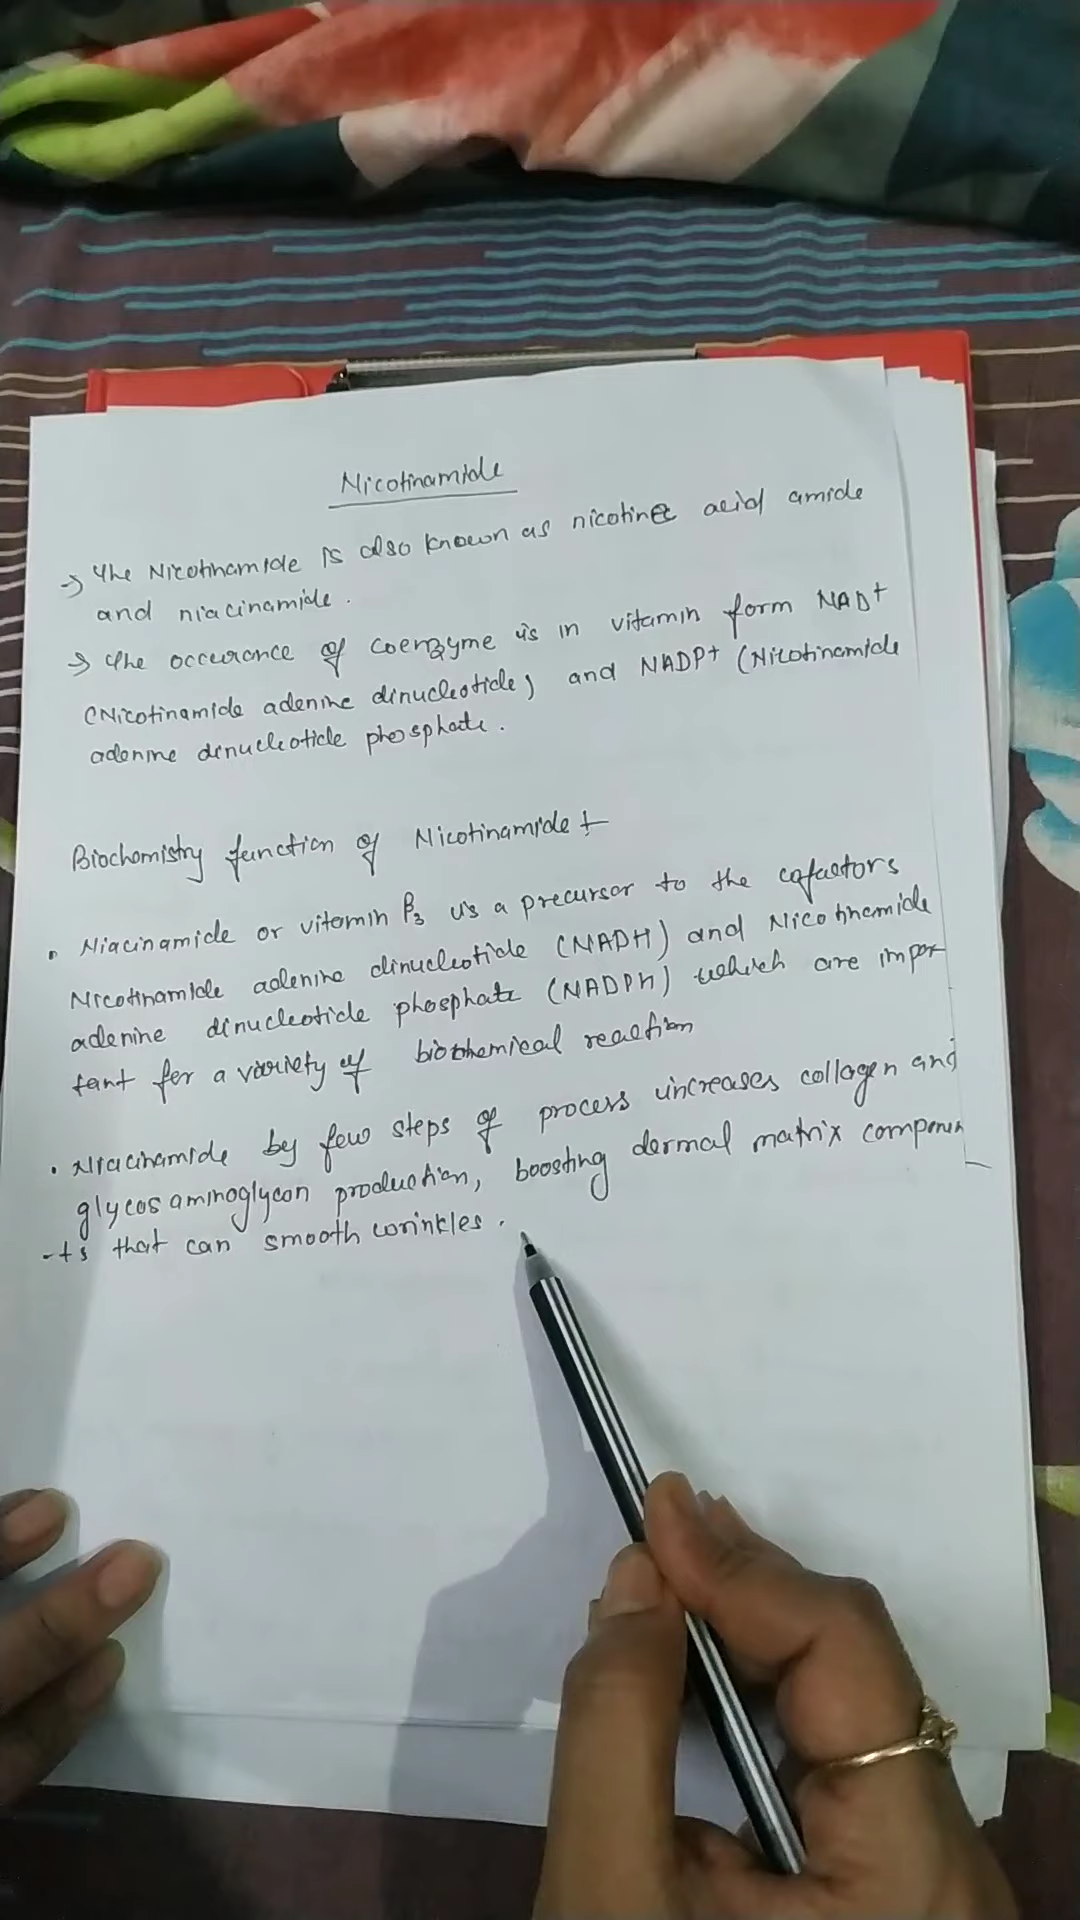 Nicotinamide
→ The Nicotinamide is also known as nicotine acid amide
and niacinamide.
→ The occurance of coenzyme is in vitamin form NAD+
(Nicotinamide adenine dinucleotide) and NADP+ (Nicotinamide
adenine dinucleotide phosphate.
Biochemistry function of Nicotinamide :-
• Niacinamide or vitamin β3 is a precursor to the cofactors
Nicotinamide adenine dinucleotide (NADH) and Nicotinamide
adenine dinucleotide phosphate (NADPH) which are impor
tant for a variety of biochemical reaction
• Niacinamide by few steps of process increases collagen and
glycosaminoglycan production, boosting dermal matrix componen
-ts that can smooth wrinkles.